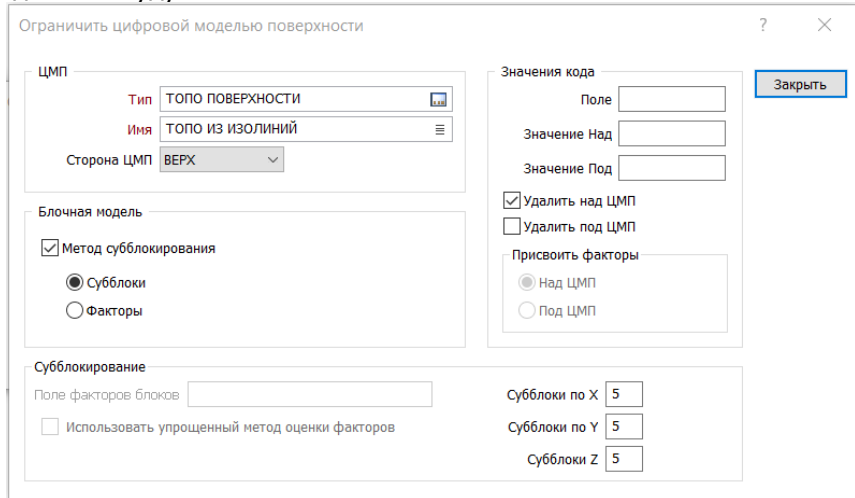 Ограничить цифровой моделью поверхности
?
ЦМП
Тип ТОПО ПОВЕРХНОСТИ
Имя ТОПО ИЗ ИЗОЛИНИЙ
Сторона ЦМП ВЕРХ
Блочная модель
Метод субблокирования
Субблоки
Факторы
Значения кода
Поле
Значение Над
Значение Под
Удалить над ЦМП
Удалить под ЦМП
Присвоить факторы
Над ЦМП
Под ЦМП
Закрыть
Субблокирование
Поле факторов блоков
Использовать упрощенный метод оценки факторов
Субблоки по X 5
Субблоки по Y 5
Субблоки Z 5